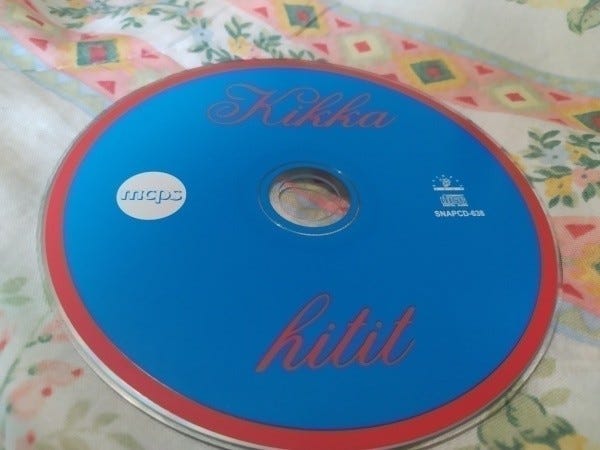 Kikka
mcps
SNAPCD-638
hitit